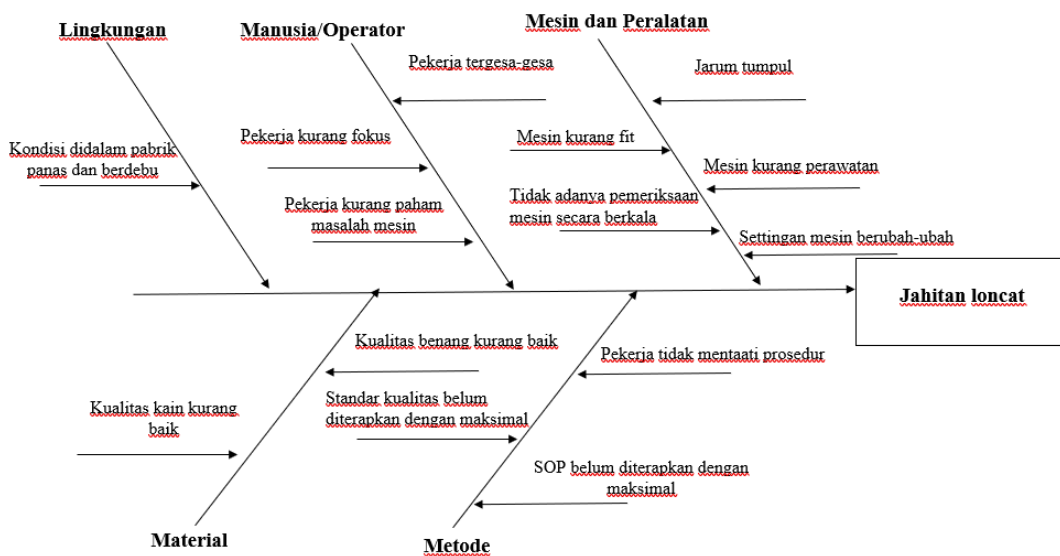 Lingkungan
Manusia/Operator
Mesin dan Peralatan
Pekerja tergesa-gesa
Jarum tumpul
Kondisi didalam pabrik
panas dan berdebu
Pekerja kurang fokus
Mesin kurang fit
Mesin kurang perawatan
Pekerja kurang paham
masalah mesin
Tidak adanya pemeriksaan
mesin secara berkala
Settingan mesin berubah-ubah
Jahitan loncat
Kualitas benang kurang baik
Pekerja tidak mentaati prosedur
Kualitas kain kurang
baik
Standar kualitas belum
diterapkan dengan maksimal
SOP belum diterapkan dengan
maksimal
Material
Metode